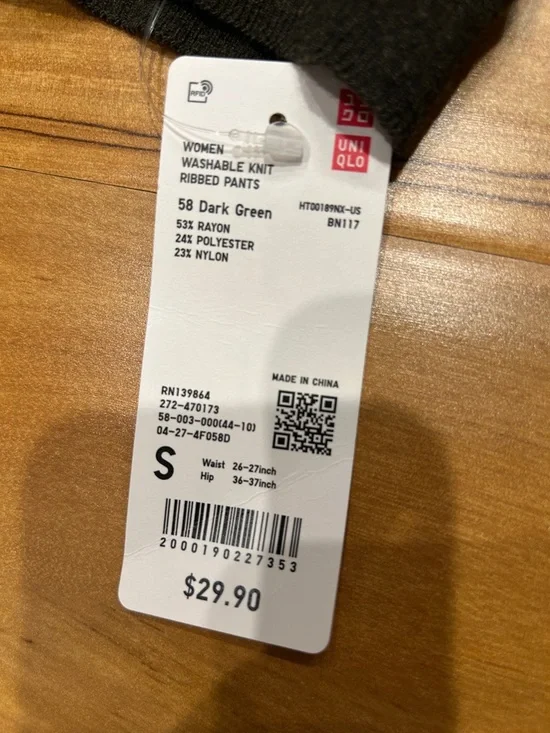 RFID
UNI
QLO
WOMEN
WASHABLE KNIT
RIBBED PANTS
58 Dark Green
HT00189NX-US
BN117
53% RAYON
24% POLYESTER
23% NYLON
MADE IN CHINA
RN139864
272-470173
58-003-000(44-10)
04-27-4F058D
S
Waist 26-27inch
Hip 36-37inch
2000190227353
$29.90